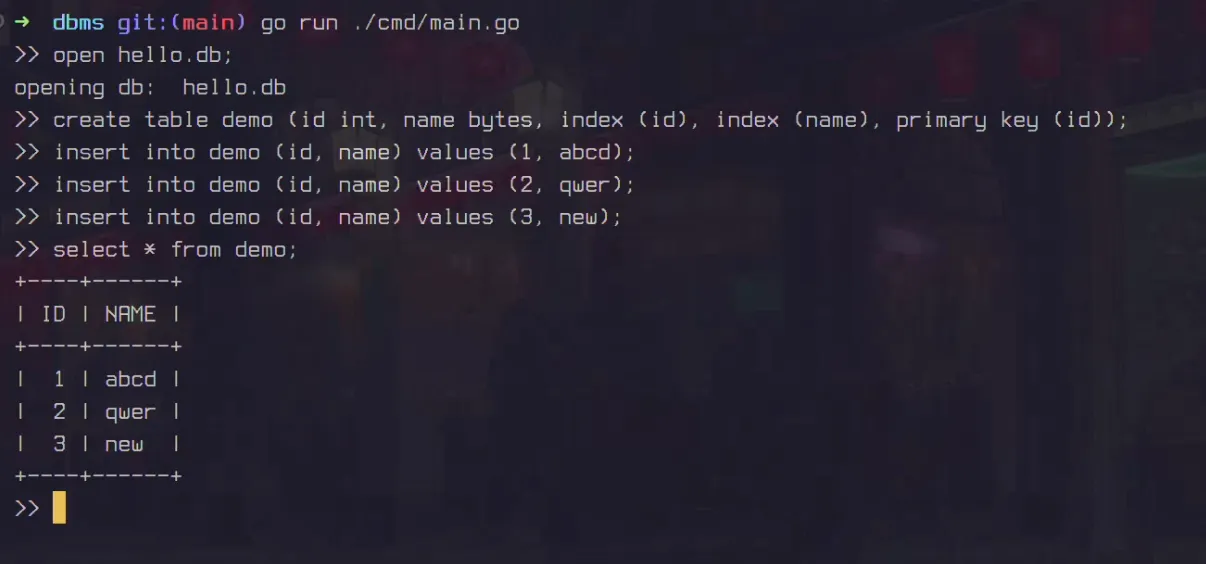 ➜  dbms git:(main) go run ./cmd/main.go
>> open hello.db;
opening db:  hello.db
>> create table demo (id int, name bytes, index (id), index (name), primary key (id));
>> insert into demo (id, name) values (1, abcd);
>> insert into demo (id, name) values (2, qwer);
>> insert into demo (id, name) values (3, new);
>> select * from demo;
+----+------+
| ID | NAME |
+----+------+
|  1 | abcd |
|  2 | qwer |
|  3 | new  |
+----+------+
>>